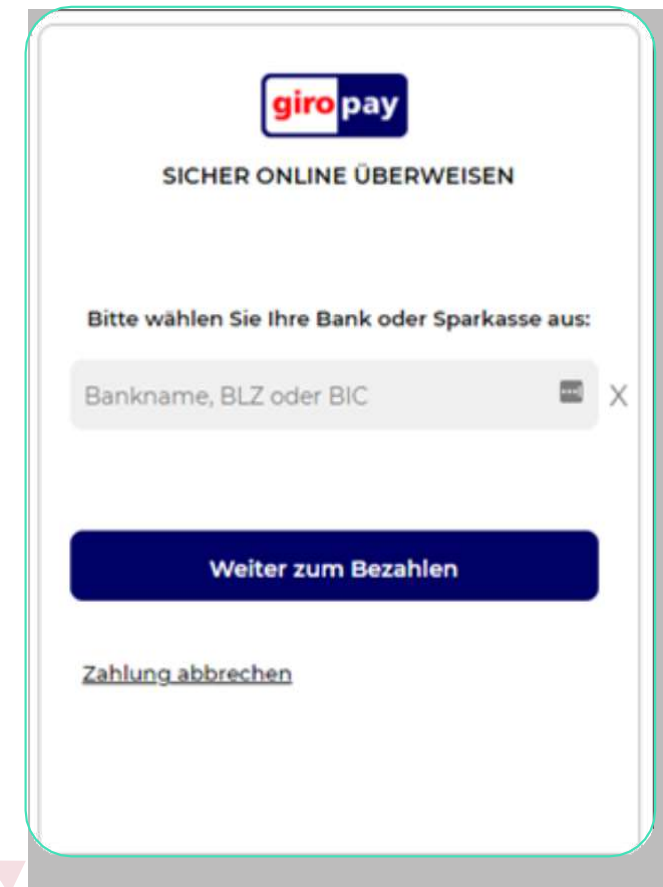 giro pay
SICHER ONLINE ÜBERWEISEN
Bitte wählen Sie Ihre Bank oder Sparkasse aus:
Bankname, BLZ oder BIC X
Weiter zum Bezahlen
Zahlung abbrechen